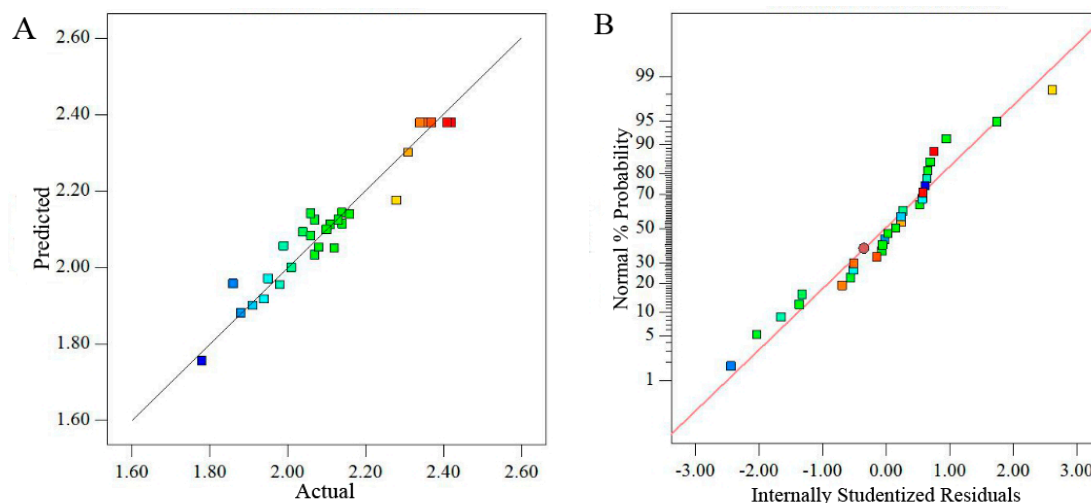 A
2.60
2.40
2.20
2.00
1.80
1.60
Predicted
1.60 1.80 2.00 2.20 2.40 2.60
Actual
B
99
95
90
80
70
50
30
20
10
5
1
Normal % Probability
-3.00 -2.00 -1.00 0.00 1.00 2.00 3.00
Internally Studentized Residuals